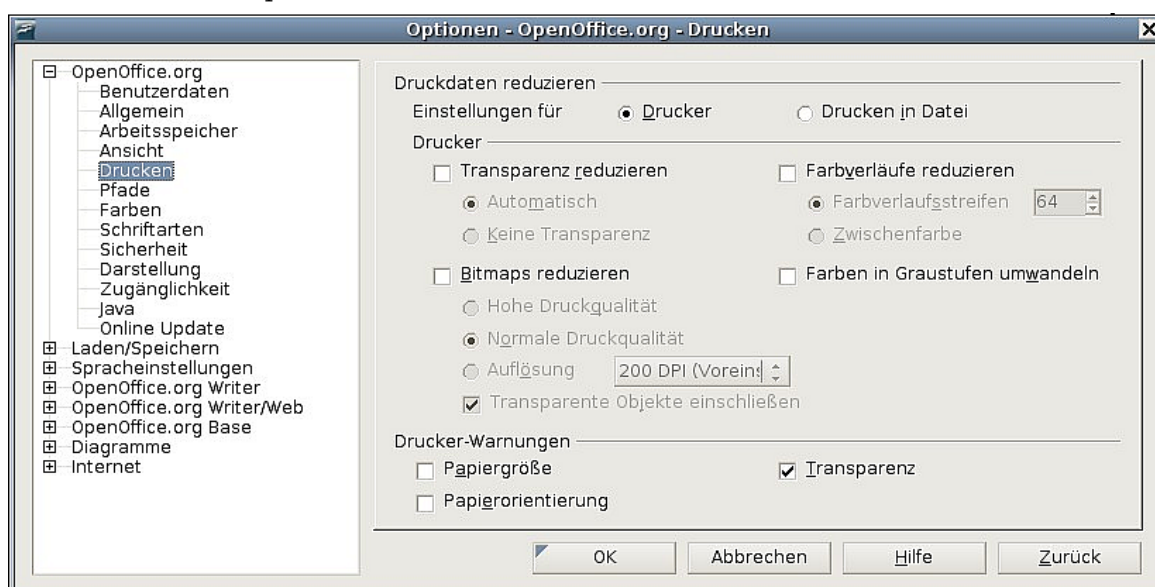 Optionen - OpenOffice.org - Drucken
OpenOffice.org
Benutzerdaten
Allgemein
Arbeitsspeicher
Ansicht
Drucken
Pfade
Farben
Schriftarten
Sicherheit
Darstellung
Zugänglichkeit
Java
Online Update
Laden/Speichern
Spracheinstellungen
OpenOffice.org Writer
OpenOffice.org Writer/Web
OpenOffice.org Base
Diagramme
Internet
Druckdaten reduzieren
Einstellungen für Drucker Drucken in Datei
Drucker
Transparenz reduzieren Farbverläufe reduzieren
Automatisch Farbverlaufsstreifen 64
Keine Transparenz Zwischenfarbe
Bitmaps reduzieren Farben in Graustufen umwandeln
Hohe Druckqualität
Normale Druckqualität
Auflösung 200 DPI (Voreins
Transparente Objekte einschließen
Drucker-Warnungen
Papiergröße Transparenz
Papierorientierung
OK Abbrechen Hilfe Zurück